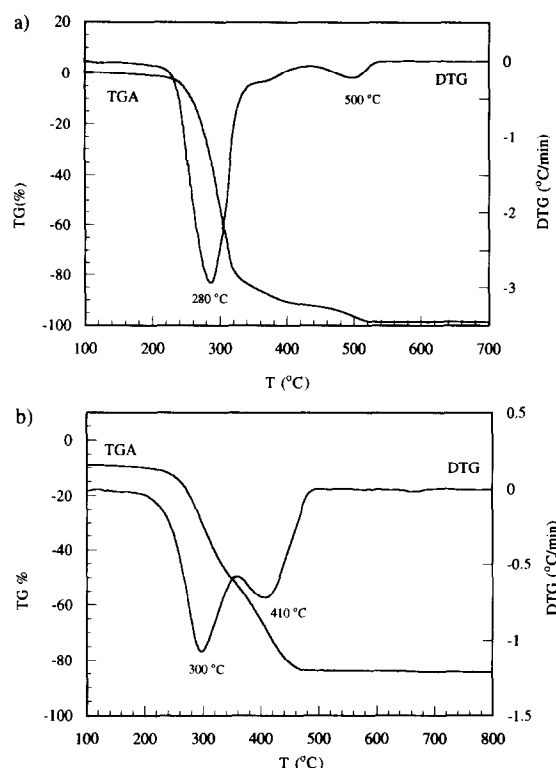 a)
20
0
-20
-40
-60
-80
-100
TG(%)
TGA
DTG
280 °C
500 °C
0
-1
-2
-3
DTG (°C/min)
100 200 300 400 500 600 700
T (°C)
b)
0
-20
-40
-60
-80
-100
TG %
TGA
DTG
300 °C
410 °C
0.5
0
-0.5
-1
-1.5
DTG (°C/min)
100 200 300 400 500 600 700 800
T (°C)